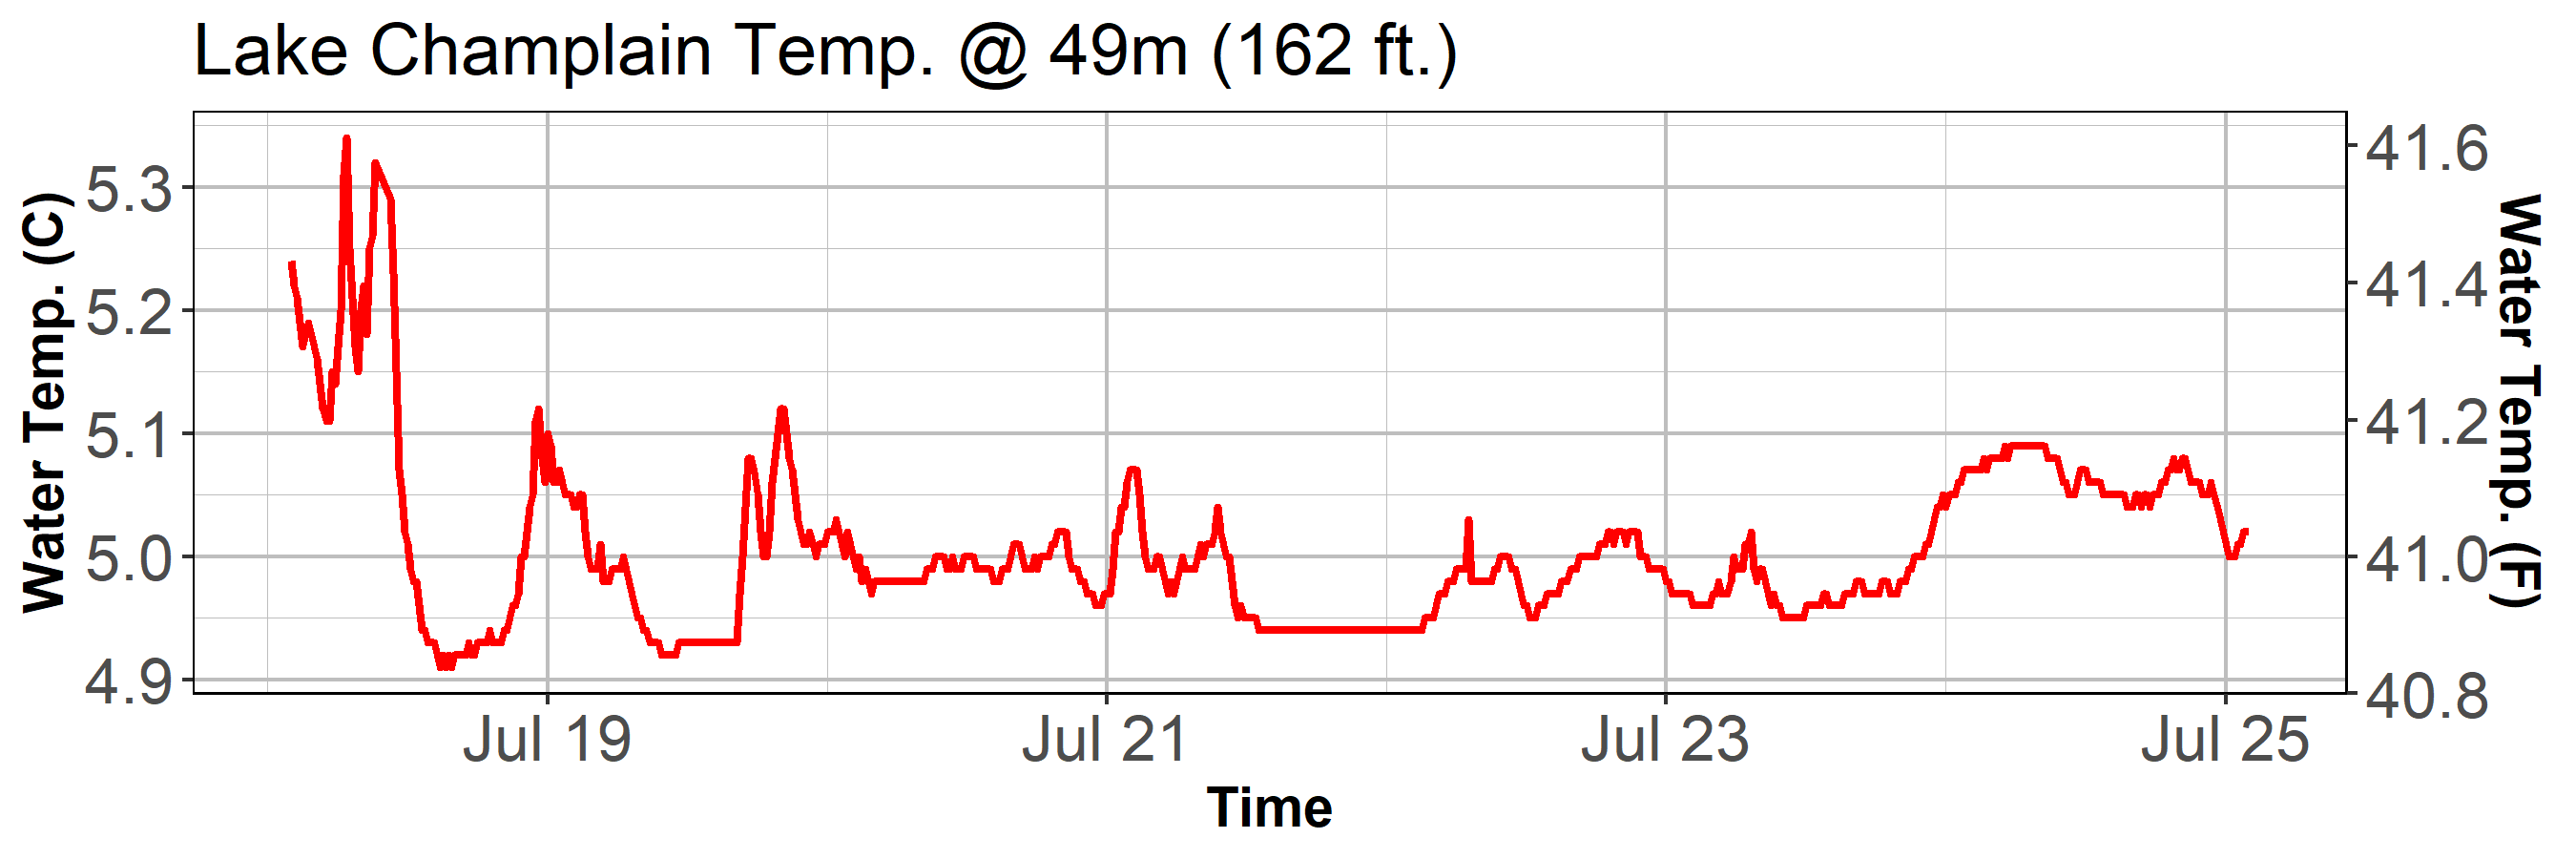 Lake Champlain Temp. @ 49m (162 ft.)
Water Temp. (C)
5.3
5.2
5.1
5.0
4.9
41.6
41.4
41.2
41.0
40.8
Water Temp. (F)
Jul 19
Jul 21
Jul 23
Jul 25
Time